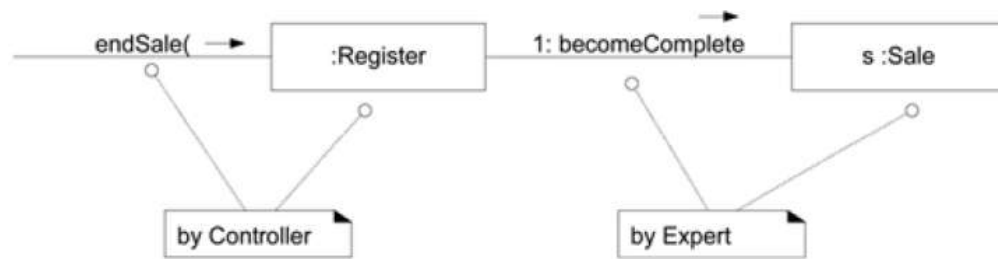 endSale(
:Register
1: becomeComplete
s :Sale
by Controller
by Expert